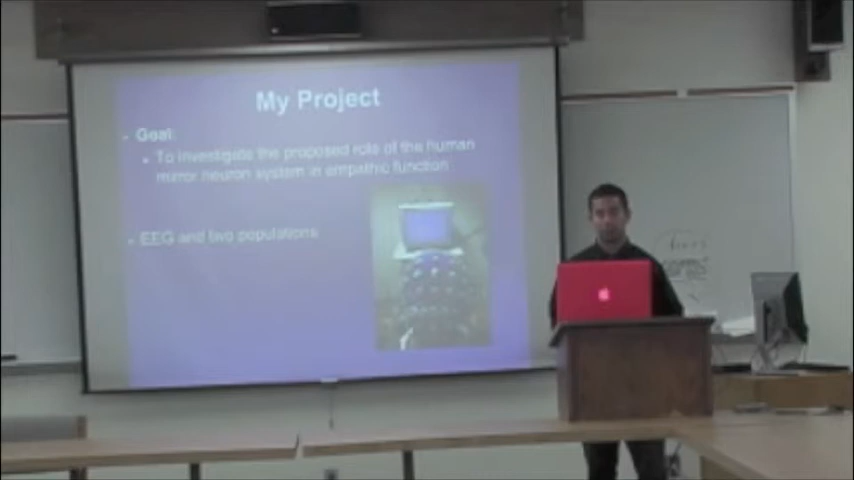 My Project
Goal:
To investigate the proposed role of the human
mirror neuron system in empathic function
EEG and two populations